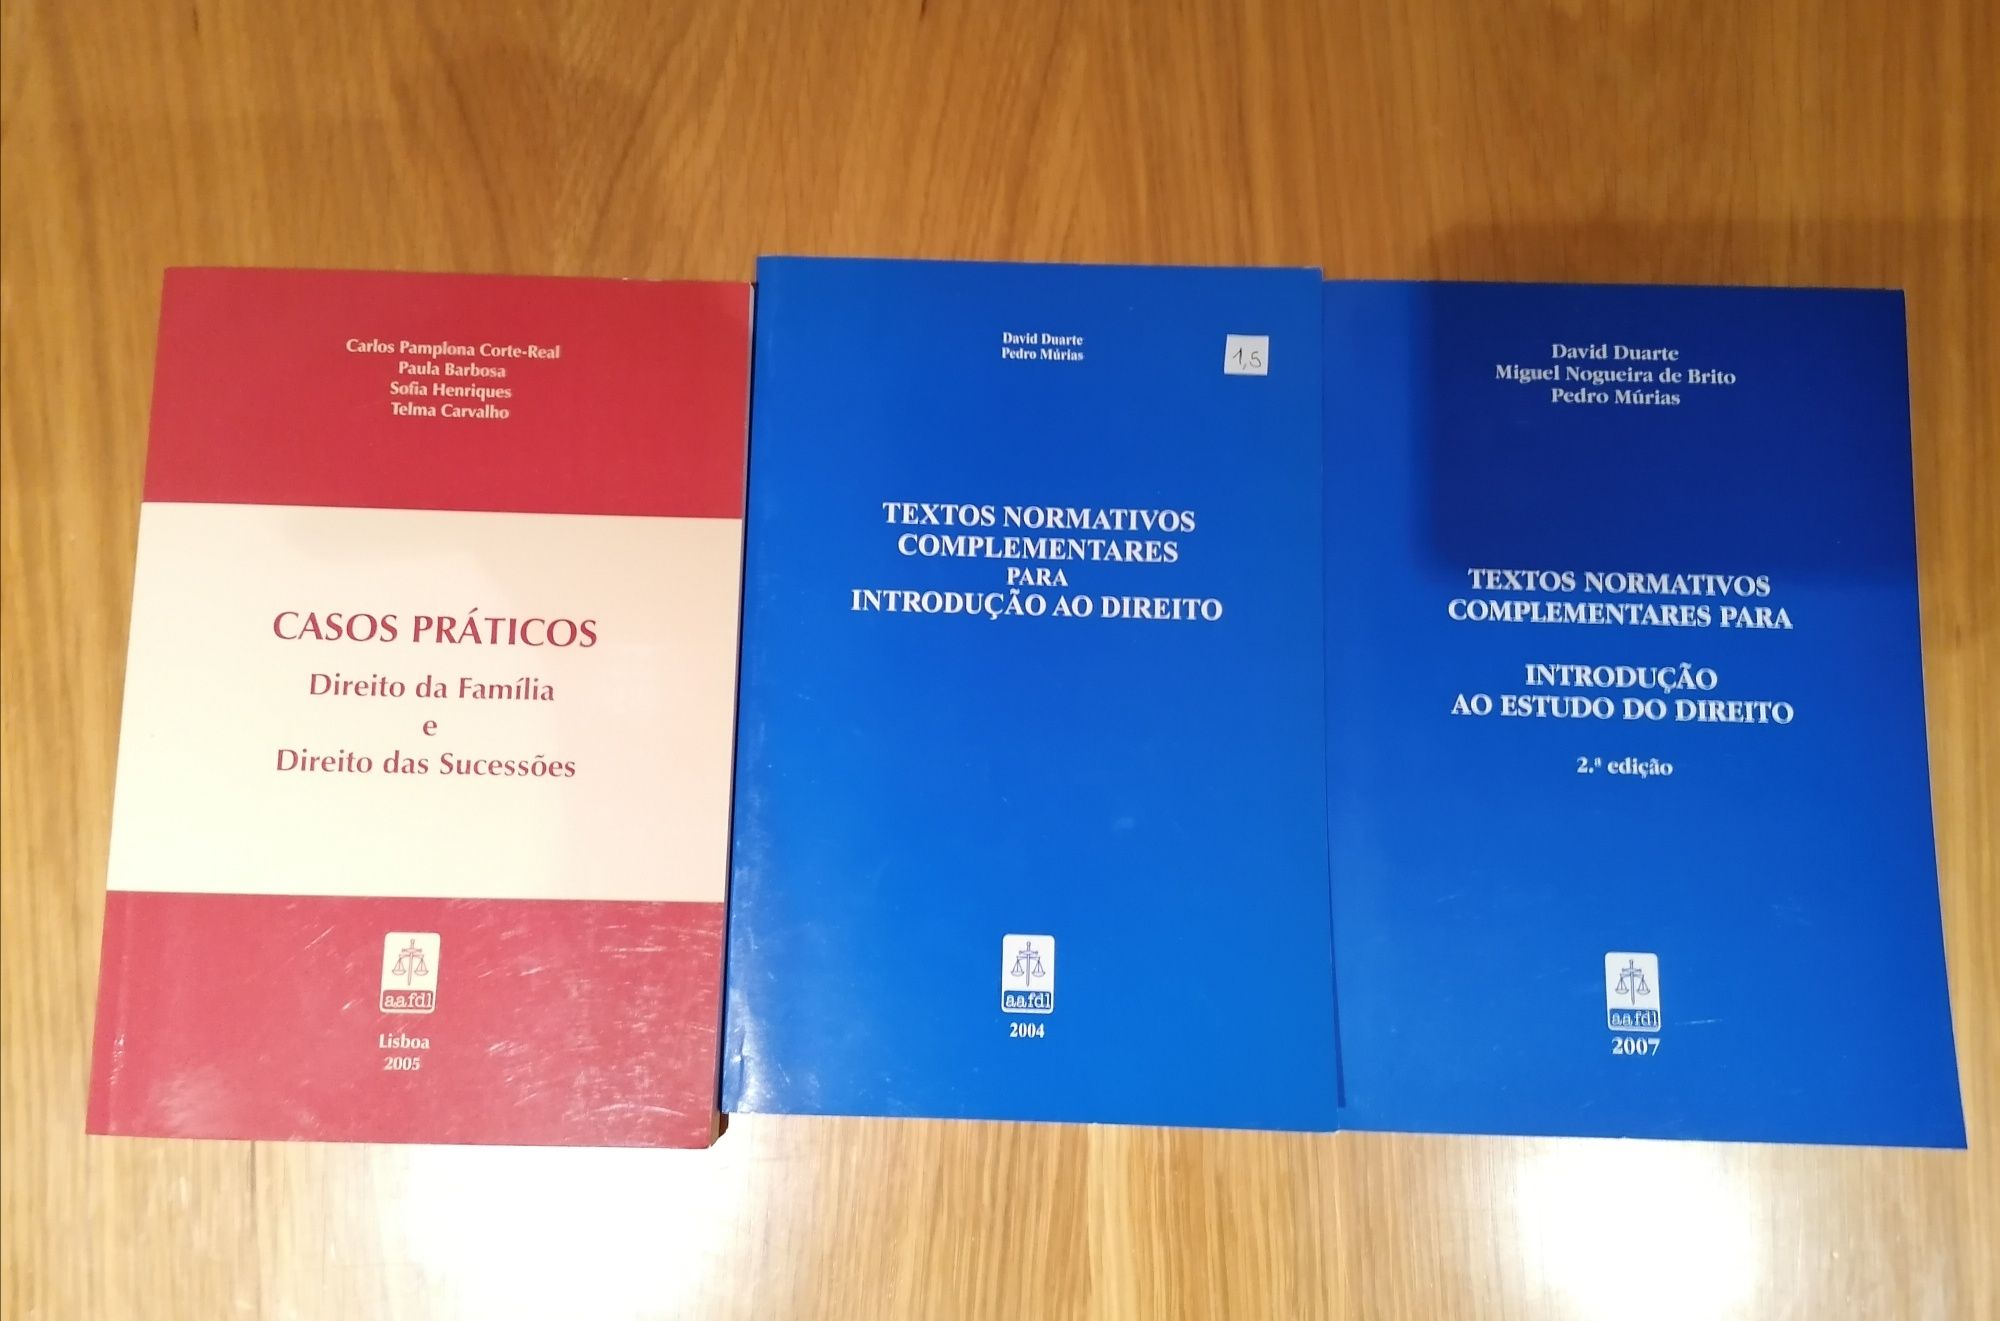 Carlos Pamplona Corte-Real
Paula Barbosa
Sofia Henriques
Telma Carvalho
CASOS PRÁTICOS
Direito da Família
e
Direito das Sucessões
aafdl
Lisboa
2005
David Duarte
Pedro Múrias
1,5
TEXTOS NORMATIVOS
COMPLEMENTARES
PARA
INTRODUÇÃO AO DIREITO
aafdl
2004
David Duarte
Miguel Nogueira de Brito
Pedro Múrias
TEXTOS NORMATIVOS
COMPLEMENTARES PARA
INTRODUÇÃO
AO ESTUDO DO DIREITO
2.ª edição
aafdl
2007